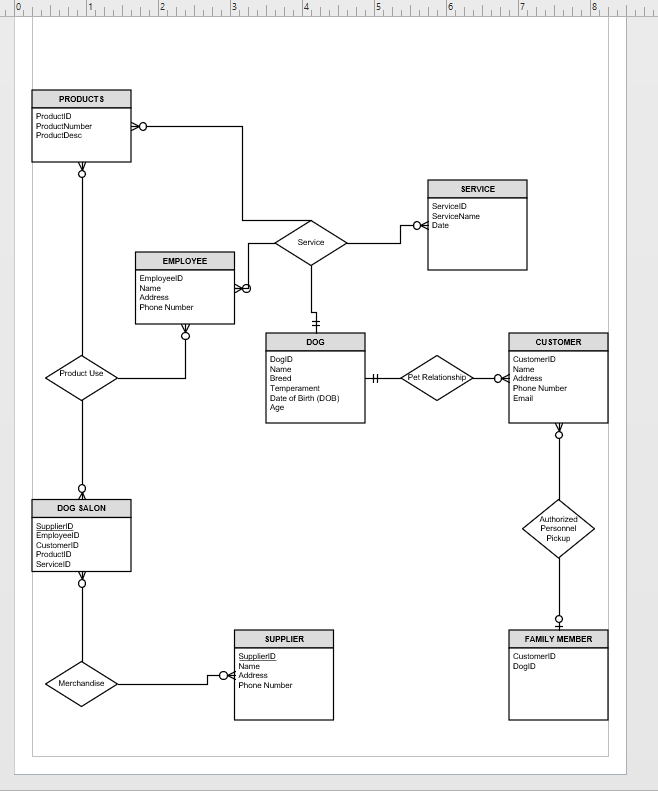 0 1 2 3 4 5 6 7 8
PRODUCTS
ProductID
ProductNumber
ProductDesc
SERVICE
ServiceID
ServiceName
Date
Service
EMPLOYEE
EmployeeID
Name
Address
Phone Number
DOG
DogID
Name
Breed
Temperament
Date of Birth (DOB)
Age
Pet Relationship
CUSTOMER
CustomerID
Name
Address
Phone Number
Email
Product Use
DOG SALON
SupplierID
EmployeeID
CustomerID
ProductID
ServiceID
Authorized
Personnel
Pickup
Merchandise
SUPPLIER
SupplierID
Name
Address
Phone Number
FAMILY MEMBER
CustomerID
DogID